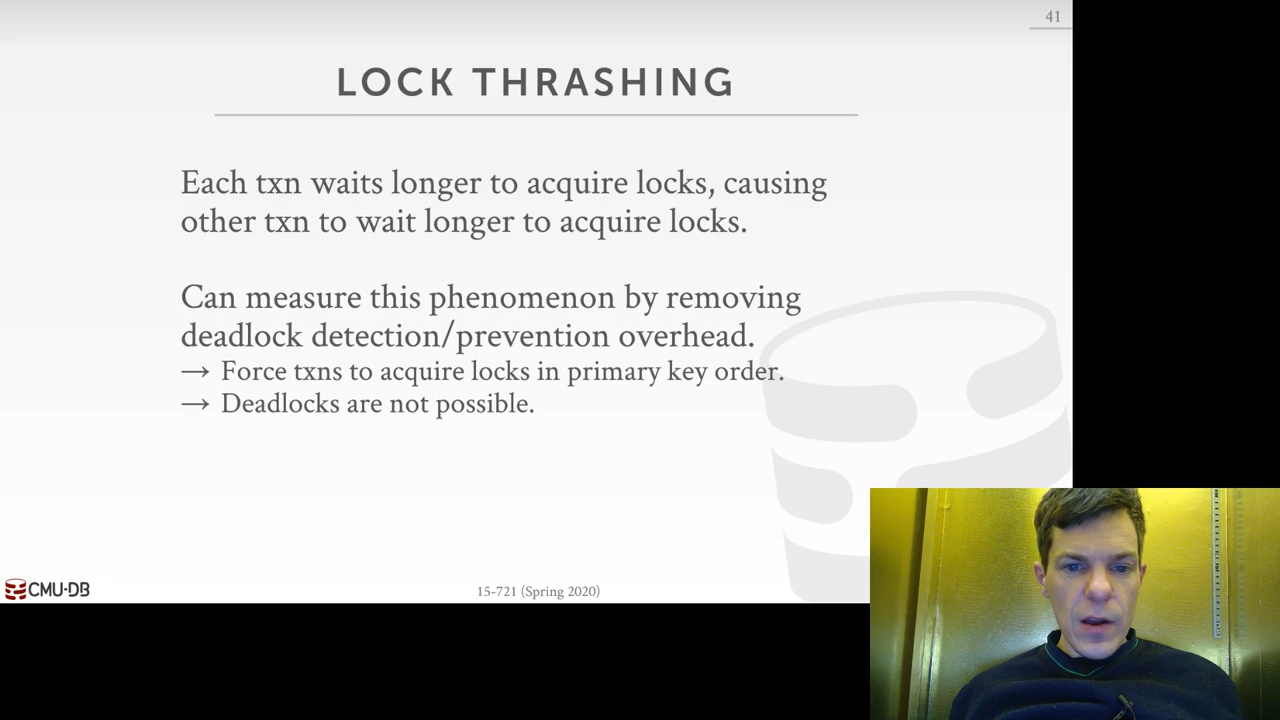 41
LOCK THRASHING
Each txn waits longer to acquire locks, causing
other txn to wait longer to acquire locks.
Can measure this phenomenon by removing
deadlock detection/prevention overhead.
→ Force txns to acquire locks in primary key order.
→ Deadlocks are not possible.
CMU·DB
15-721 (Spring 2020)